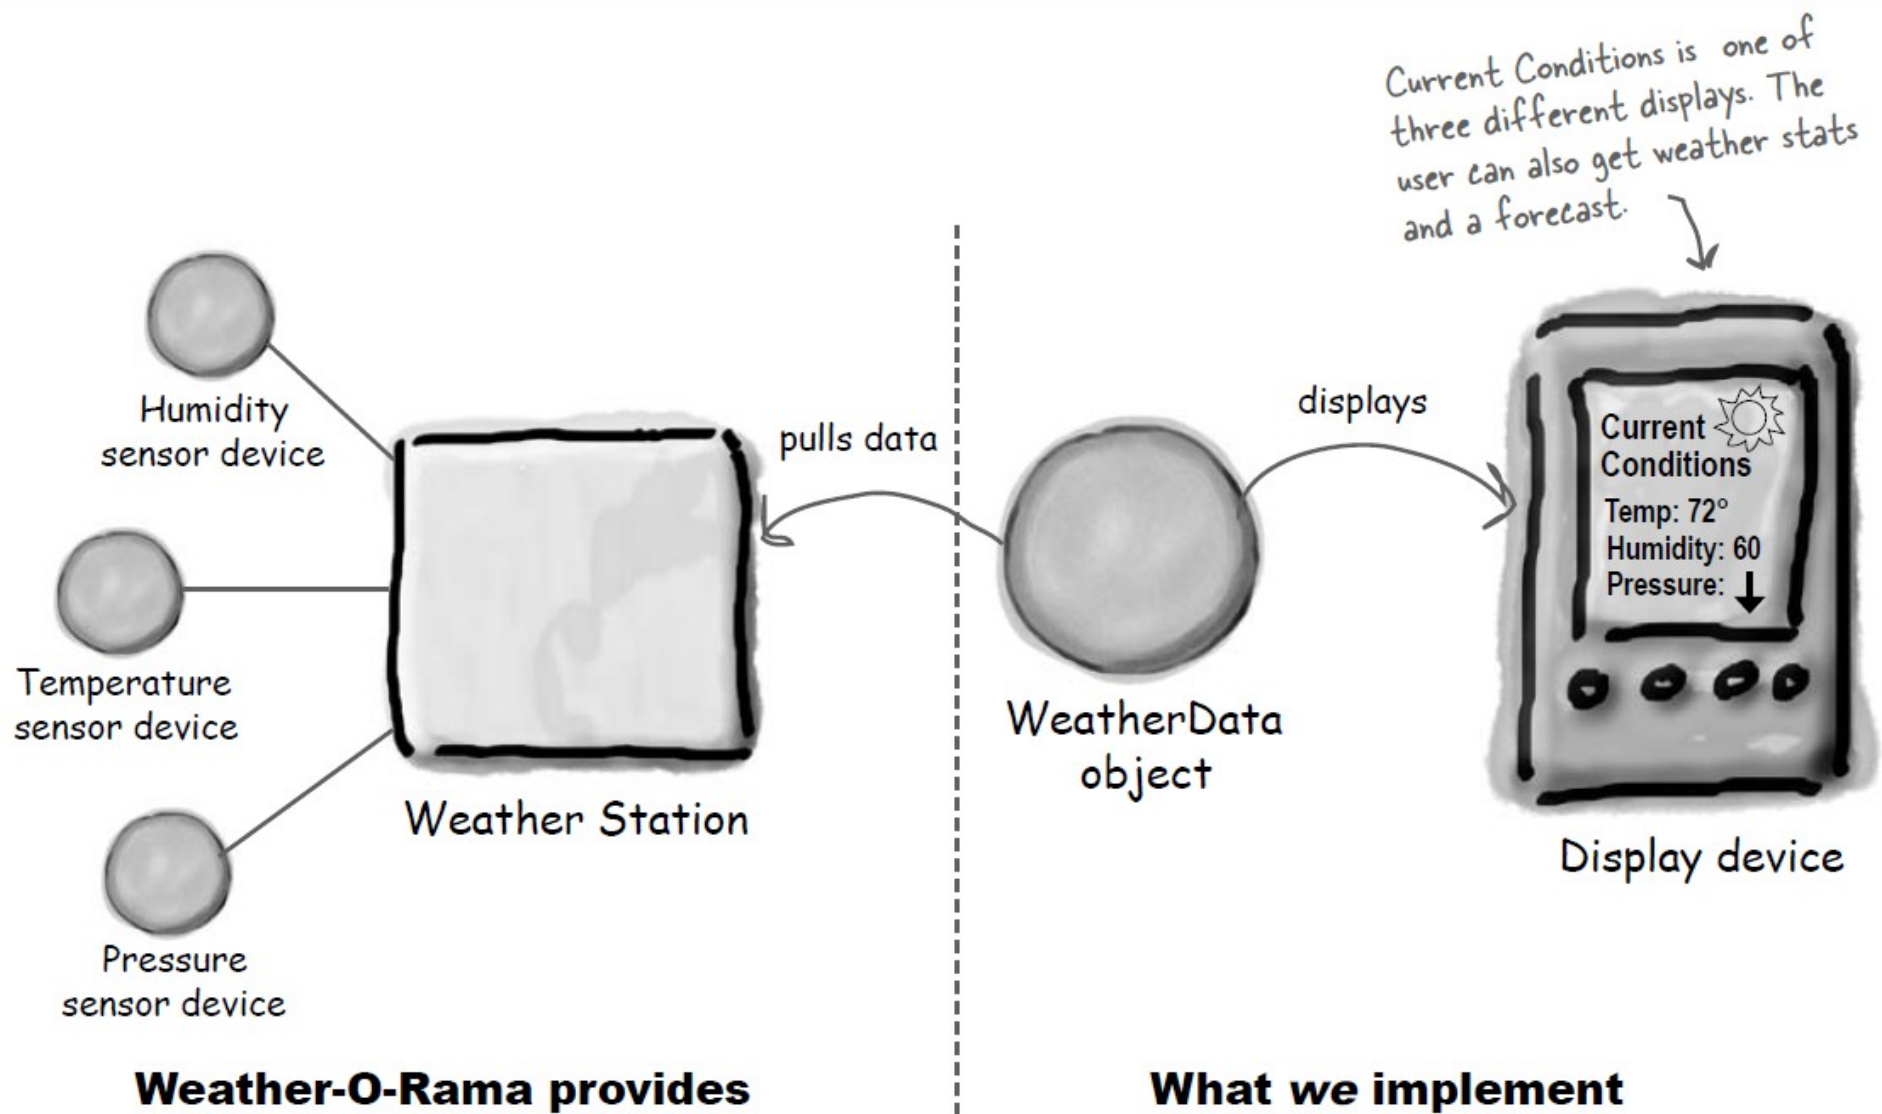 Current Conditions is one of
three different displays. The
user can also get weather stats
and a forecast.
Humidity
sensor device
Temperature
sensor device
Pressure
sensor device
Weather Station
pulls data
WeatherData
object
displays
Current
Conditions
Temp: 72°
Humidity: 60
Pressure:
Display device
Weather-O-Rama provides
What we implement